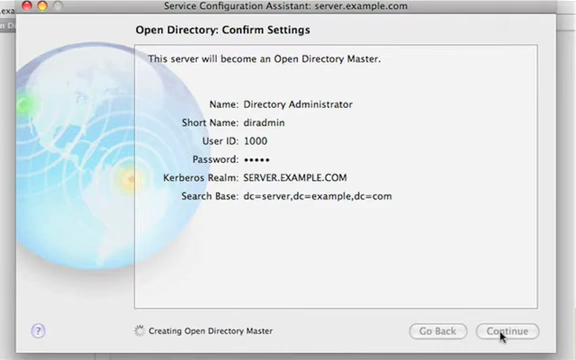 Service Configuration Assistant: server.example.com
Open Directory: Confirm Settings
This server will become an Open Directory Master.
Name: Directory Administrator
Short Name: diradmin
User ID: 1000
Password: •••••
Kerberos Realm: SERVER.EXAMPLE.COM
Search Base: dc=server,dc=example,dc=com
? Creating Open Directory Master Go Back Continue